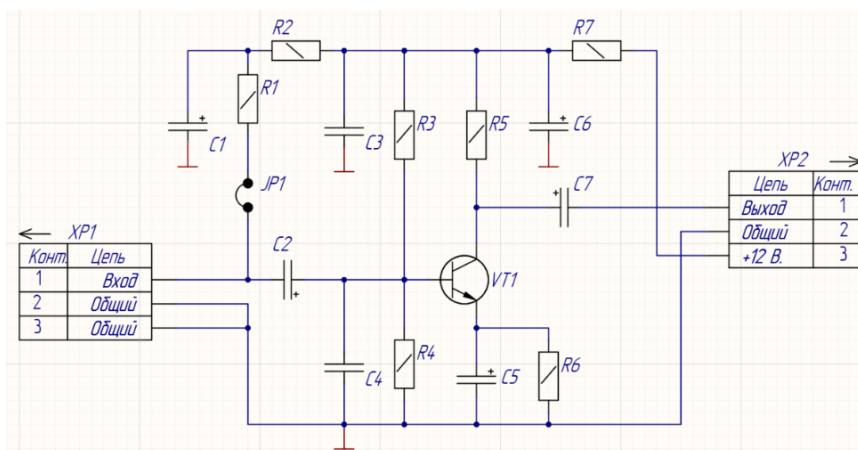 R2
R7
R1
C1
C3
R3
R5
C6
XP2
Цепь Конт.
Выход 1
Общий 2
+12 В. 3
JP1
C7
XP1
Конт. Цепь
1 Вход
2 Общий
3 Общий
C2
VT1
C4
R4
C5
R6